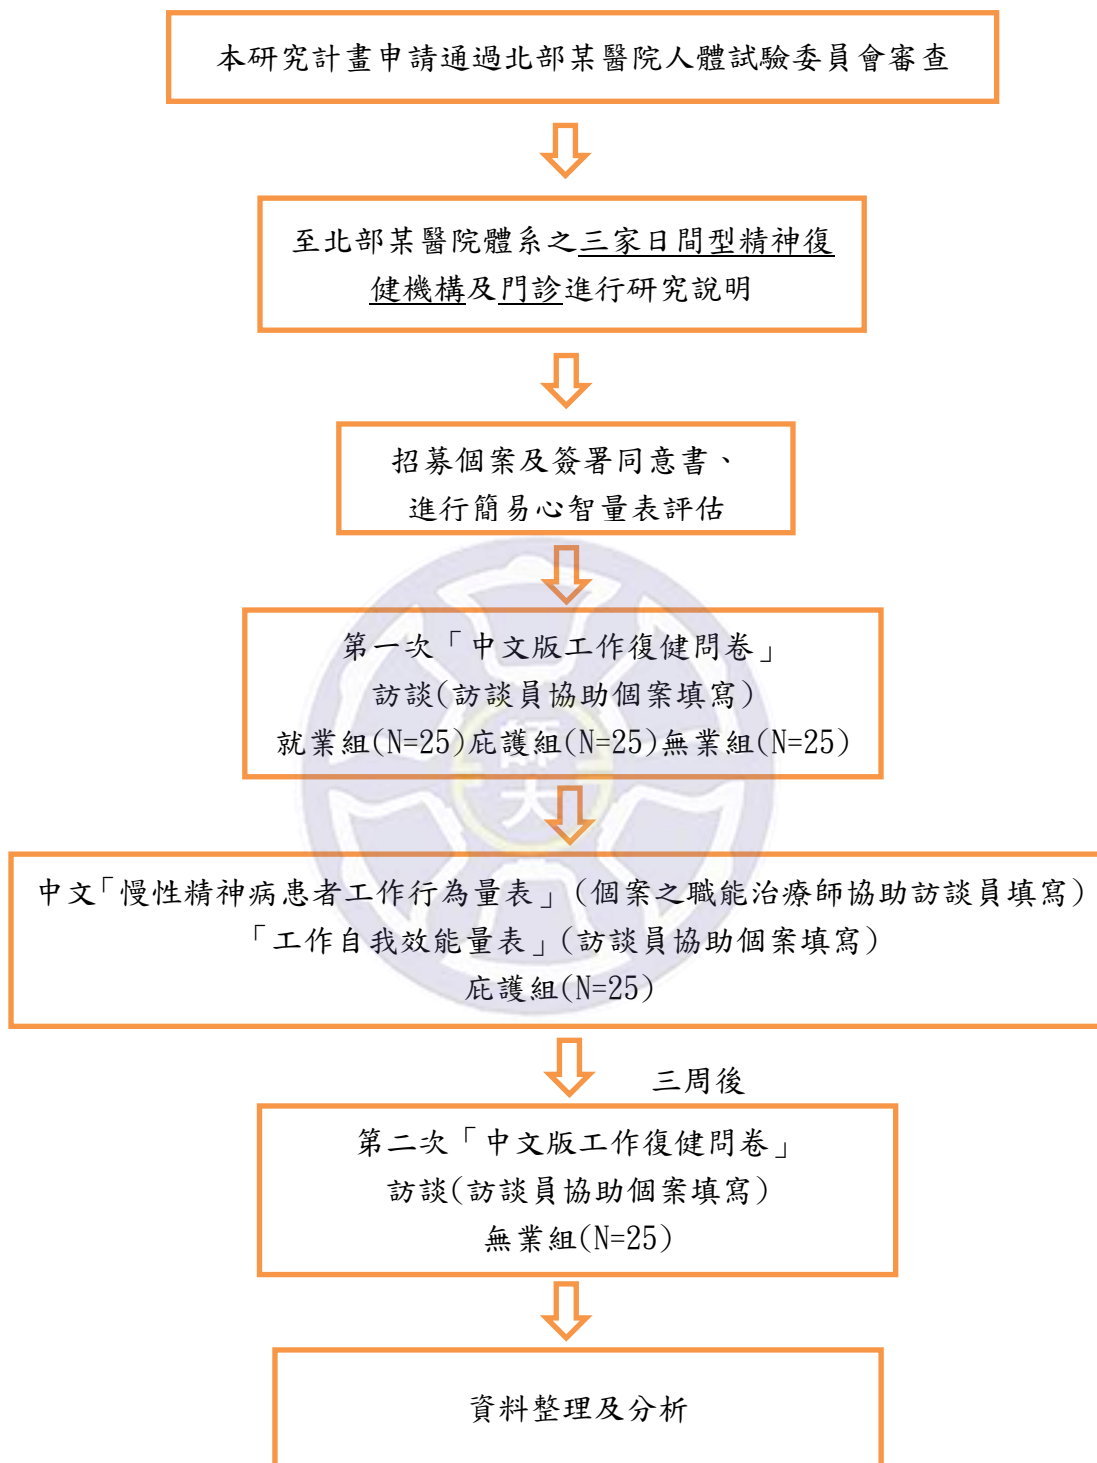 本研究計畫申請通過北部某醫院人體試驗委員會審查
至北部某醫院體系之三家日間型精神復
健機構及門診進行研究說明
招募個案及簽署同意書、
進行簡易心智量表評估
第一次「中文版工作復健問卷」
訪談(訪談員協助個案填寫)
就業組(N=25)庇護組(N=25)無業組(N=25)
師大
中文「慢性精神病患者工作行為量表」(個案之職能治療師協助訪談員填寫)
「工作自我效能量表」(訪談員協助個案填寫)
庇護組(N=25)
三周後
第二次「中文版工作復健問卷」
訪談(訪談員協助個案填寫)
無業組(N=25)
資料整理及分析